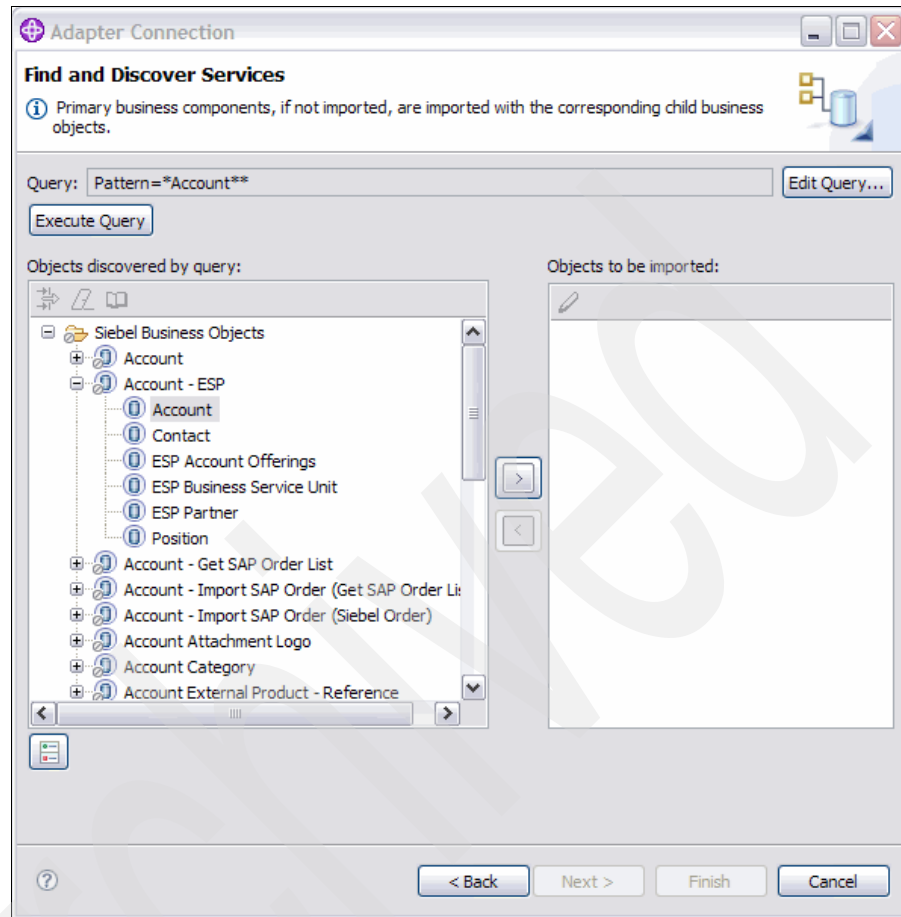 Adapter Connection
Find and Discover Services
Primary business components, if not imported, are imported with the corresponding child business
objects.
Query: Pattern=*Account** Edit Query...
Execute Query
Objects discovered by query: Objects to be imported:
Siebel Business Objects
Account
Account - ESP
Account
Contact
ESP Account Offerings
ESP Business Service Unit
ESP Partner
Position
Account - Get SAP Order List
Account - Import SAP Order (Get SAP Order Li
Account - Import SAP Order (Siebel Order)
Account Attachment Logo
Account Category
Account External Product - Reference
< Back Next > Finish Cancel